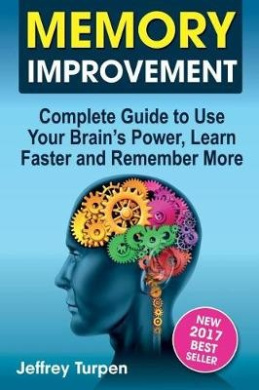 MEMORY
IMPROVEMENT
Complete Guide to Use
Your Brain's Power, Learn
Faster and Remember More
NEW
2017
BEST
SELLER
Jeffrey Turpen